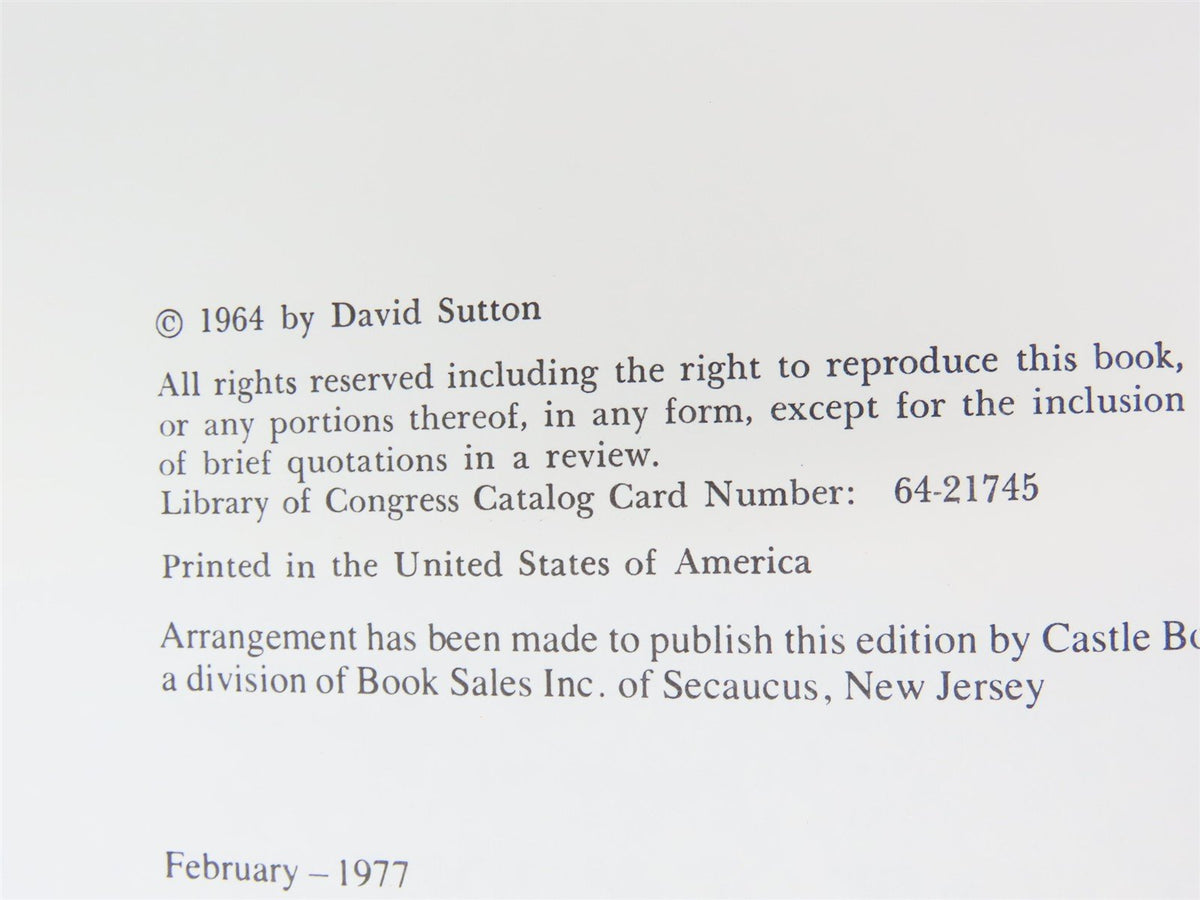 © 1964 by David Sutton
All rights reserved including the right to reproduce this book,
or any portions thereof, in any form, except for the inclusion
of brief quotations in a review.
Library of Congress Catalog Card Number: 64-21745
Printed in the United States of America
Arrangement has been made to publish this edition by Castle
a division of Book Sales Inc. of Secaucus, New Jersey
February – 1977